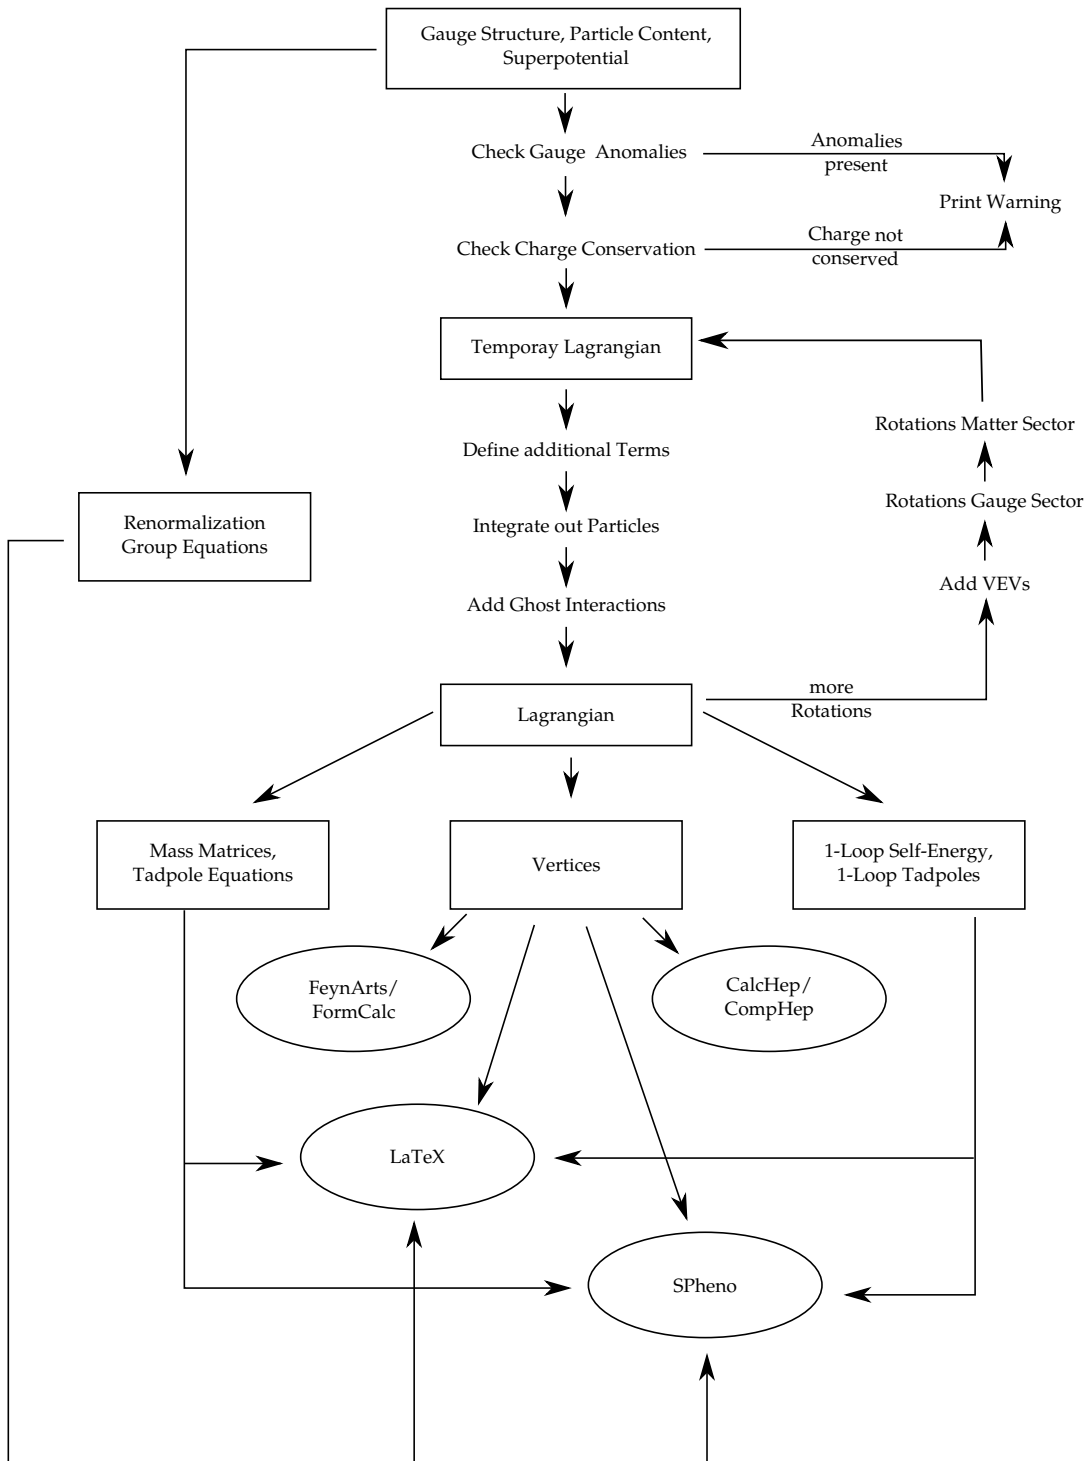 Gauge Structure, Particle Content,
Superpotential
Check Gauge Anomalies
Anomalies
present
Print Warning
Check Charge Conservation
Charge not
conserved
Temporay Lagrangian
Rotations Matter Sector
Define additional Terms
Rotations Gauge Sector
Renormalization
Group Equations
Integrate out Particles
Add VEVs
Add Ghost Interactions
more
Rotations
Lagrangian
Mass Matrices,
Tadpole Equations
Vertices
1-Loop Self-Energy,
1-Loop Tadpoles
FeynArts/
FormCalc
CalcHep/
CompHep
LaTeX
SPheno